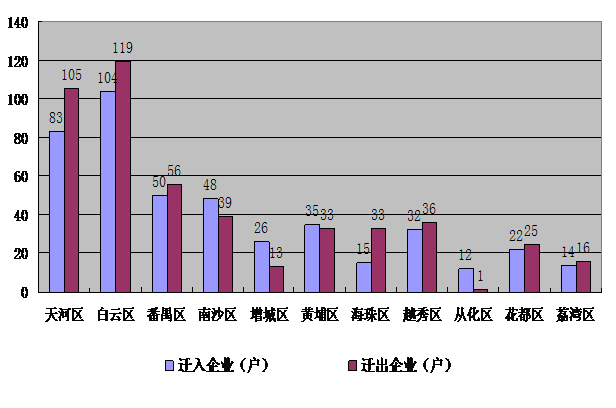 140
120
100
80
60
40
20
0
83 105 104 119 50 56 48 39 26 13 35 33 15 33 32 36 12 1 22 25 14 16
天河区 白云区 番禺区 南沙区 增城区 黄埔区 海珠区 越秀区 从化区 花都区 荔湾区
迁入企业（户） 迁出企业（户）